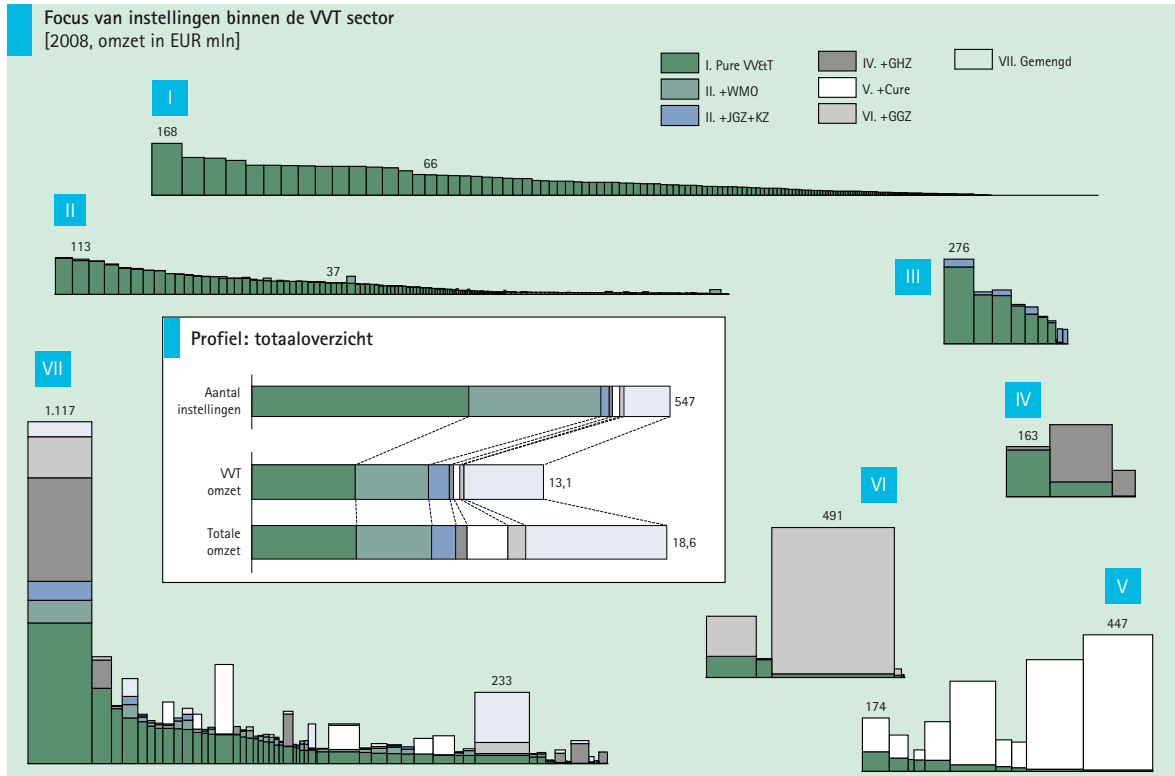 Focus van instellingen binnen de VVT sector
[2008, omzet in EUR mln]
I. Pure VV&T
II. +WMO
II. +JGZ+KZ
IV. +GHZ
V. +Cure
VI. +GGZ
VII. Gemengd
I
168
66
II
113
37
III
276
Profiel: totaaloverzicht
Aantal
instellingen
547
VVT
omzet
13,1
Totale
omzet
18,6
VII
1.117
233
IV
163
VI
491
V
447
174